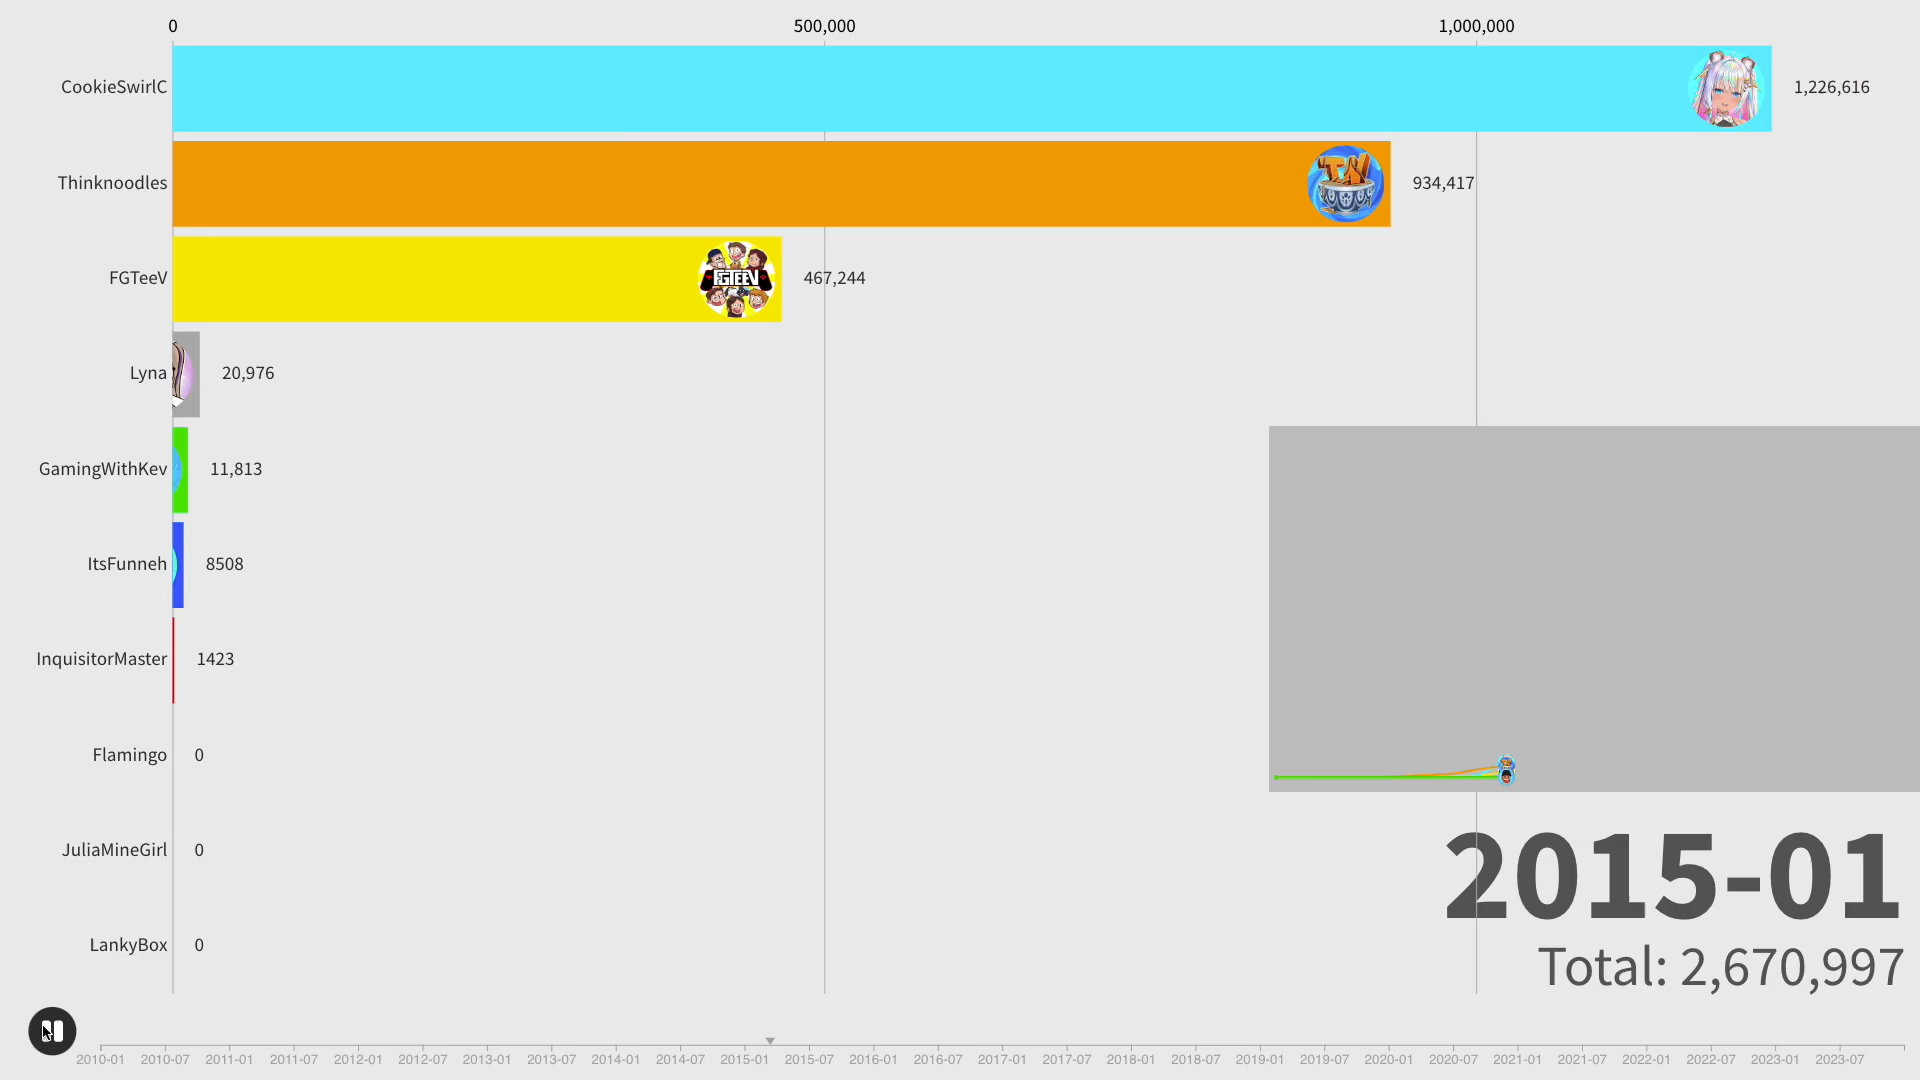 0 500,000 1,000,000
CookieSwirlC 1,226,616
Thinknoodles 934,417
FGTeeV FGTEEV 467,244
Lyna 20,976
GamingWithKev 11,813
ItsFunneh 8508
InquisitorMaster 1423
Flamingo 0
JuliaMineGirl 0
LankyBox 0
2015-01
Total: 2,670,997
2010-01 2010-07 2011-01 2011-07 2012-01 2012-07 2013-01 2013-07 2014-01 2014-07 2015-01 2015-07 2016-01 2016-07 2017-01 2017-07 2018-01 2018-07 2019-01 2019-07 2020-01 2020-07 2021-01 2021-07 2022-01 2022-07 2023-01 2023-07